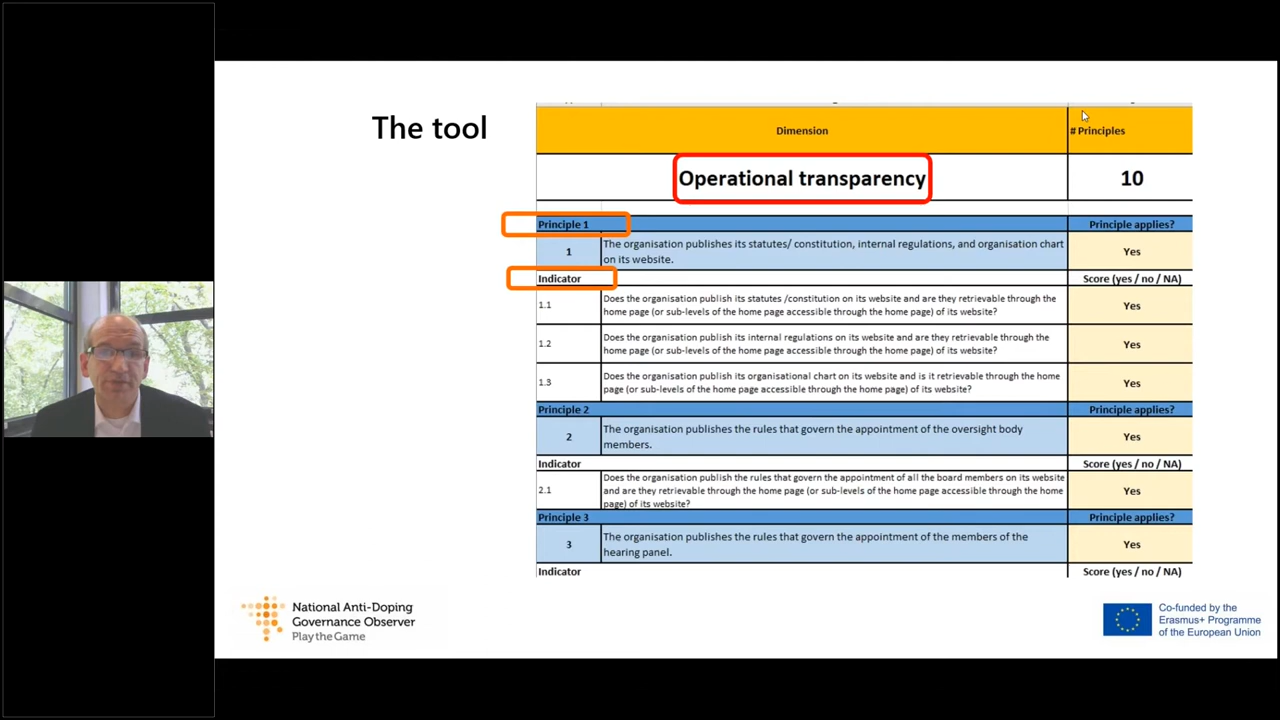 The tool
Dimension
# Principles
Operational transparency
10
Principle 1
Principle applies?
1
The organisation publishes its statutes/ constitution, internal regulations, and organisation chart
on its website.
Yes
Indicator
Score (yes / no / NA)
1.1
Does the organisation publish its statutes /constitution on its website and are they retrievable through the
home page (or sub-levels of the home page accessible through the home page) of its website?
Yes
1.2
Does the organisation publish its internal regulations on its website and are they retrievable through the
home page (or sub-levels of the home page accessible through the home page) of its website?
Yes
1.3
Does the organisation publish its organisational chart on its website and is it retrievable through the home
page (or sub-levels of the home page accessible through the home page) of its website?
Yes
Principle 2
Principle applies?
2
The organisation publishes the rules that govern the appointment of the oversight body
members.
Yes
Indicator
Score (yes / no / NA)
2.1
Does the organisation publish the rules that govern the appointment of all the board members on its website
and are they retrievable through the home page (or sub-levels of the home page accessible through the home
page) of its website?
Yes
Principle 3
Principle applies?
3
The organisation publishes the rules that govern the appointment of the members of the
hearing panel.
Yes
Indicator
Score (yes / no / NA)
National Anti-Doping
Governance Observer
Play the Game
Co-funded by the
Erasmus+ Programme
of the European Union